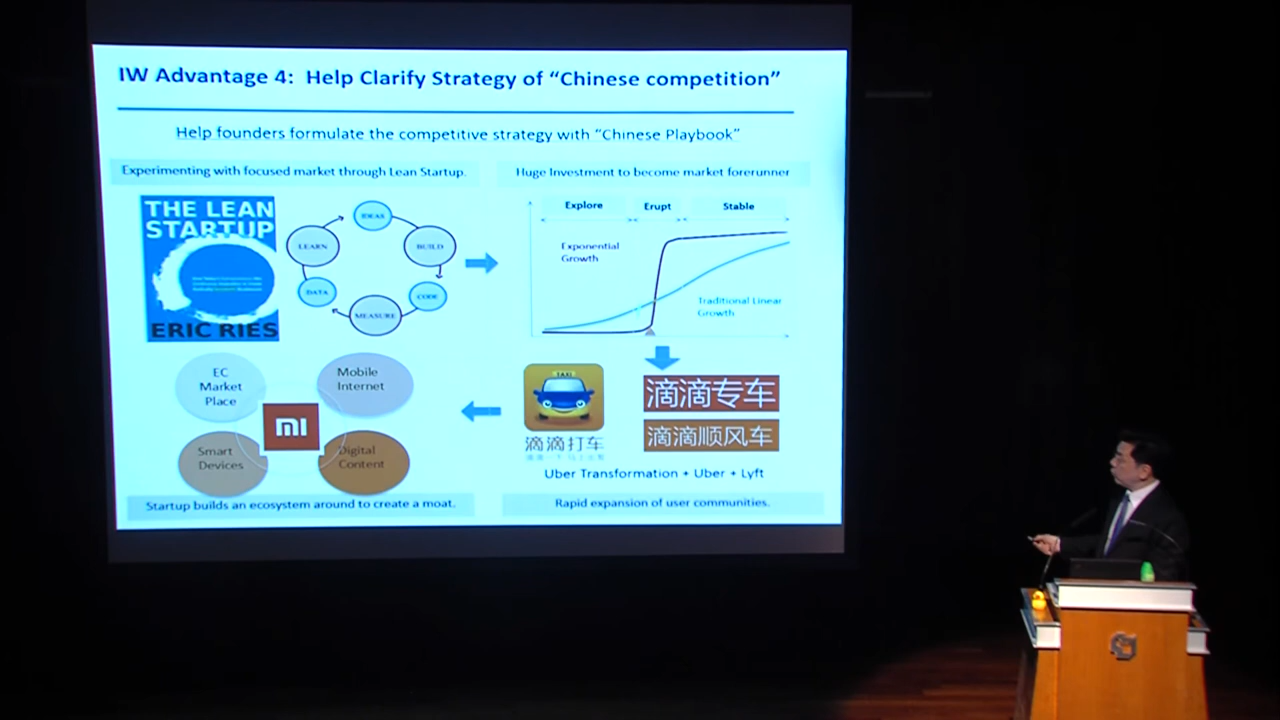 IW Advantage 4: Help Clarify Strategy of “Chinese competition”
Help founders formulate the competitive strategy with “Chinese Playbook”
Experimenting with focused market through Lean Startup.
THE LEAN
STARTUP
ERIC RIES
IDEAS
BUILD
CODE
MEASURE
DATA
LEARN
Huge Investment to become market forerunner
Explore
Erupt
Stable
Exponential
Growth
Traditional Linear
Growth
TAXI
滴滴打车
滴滴专车
滴滴顺风车
Uber Transformation + Uber + Lyft
Rapid expansion of user communities.
EC
Market
Place
Mobile
Internet
MI
Smart
Devices
Digital
Content
Startup builds an ecosystem around to create a moat.